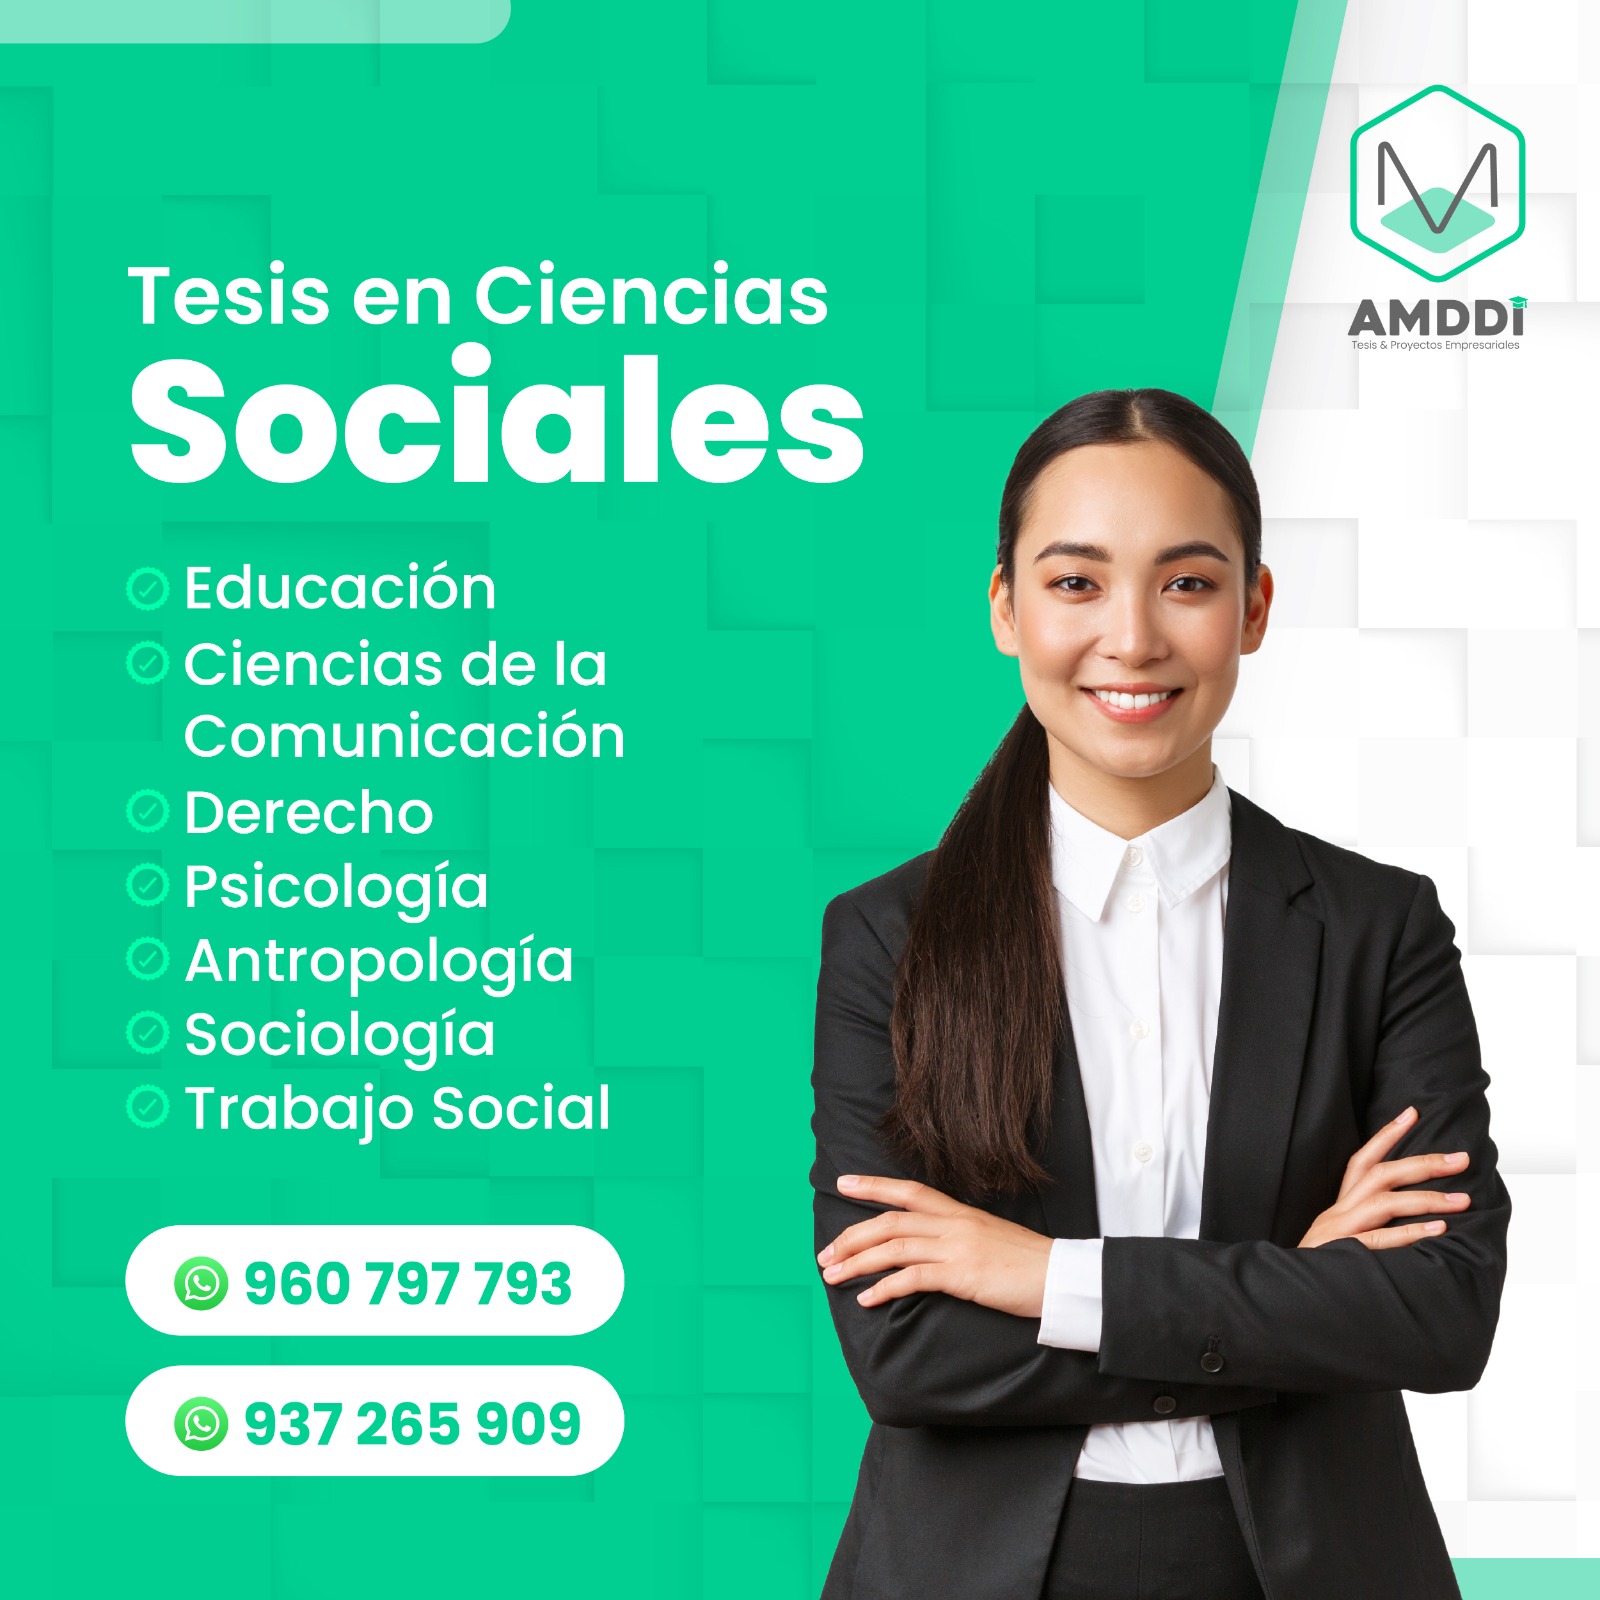 Tesis en Ciencias
Sociales
AMDDi
Tesis & Proyectos Empresariales
Educación
Ciencias de la
Comunicación
Derecho
Psicología
Antropología
Sociología
Trabajo Social
960 797 793
937 265 909